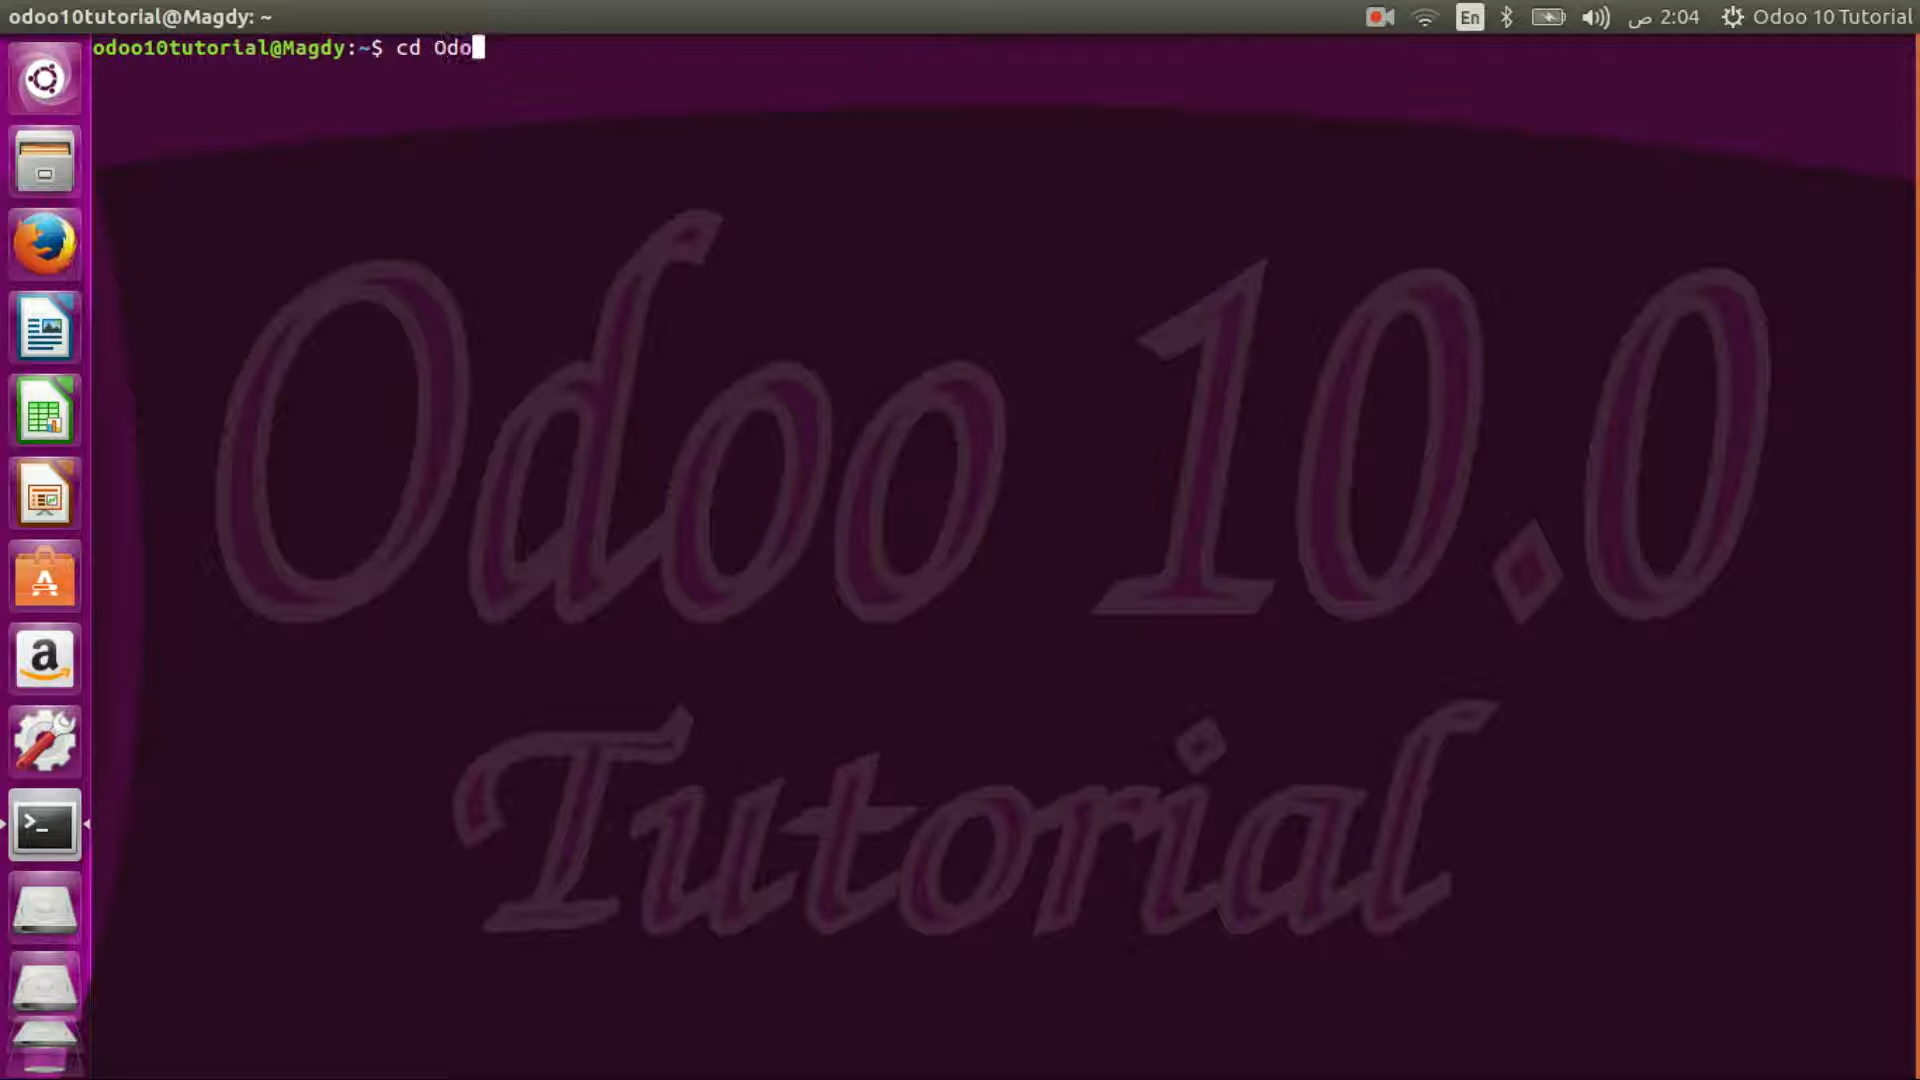 odoo10tutorial@Magdy: ~
En
2:04 ص
Odoo 10 Tutorial
odoo10tutorial@Magdy:~$ cd Odo
Odoo 10.0
Tutorial